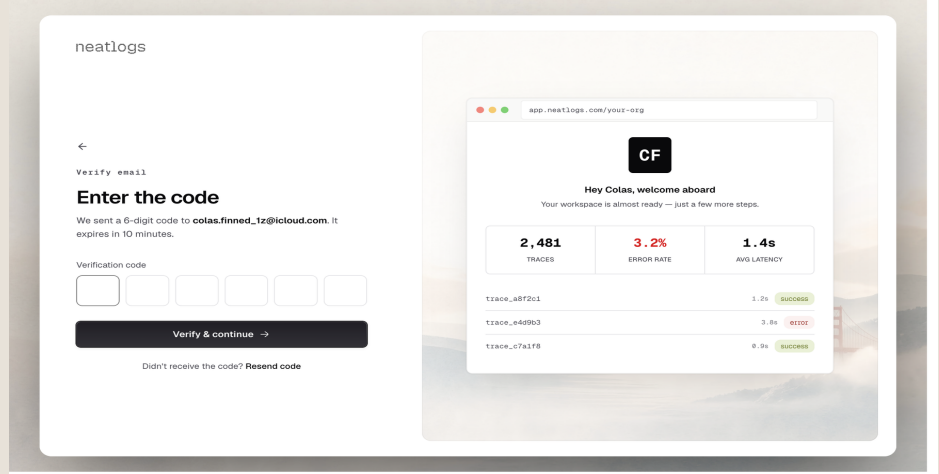 neatlogs
←
Verify email
Enter the code
We sent a 6-digit code to colas.finned_1z@icloud.com. It
expires in 10 minutes.
Verification code
Verify & continue →
Didn't receive the code? Resend code
app.neatlogs.com/your-org
CF
Hey Colas, welcome aboard
Your workspace is almost ready — just a few more steps.
2,481 3.2% 1.4s
TRACES ERROR RATE AVG LATENCY
trace_a8f2c1 1.2s success
trace_e4d9b3 3.8s error
trace_c7a1f8 0.9s success